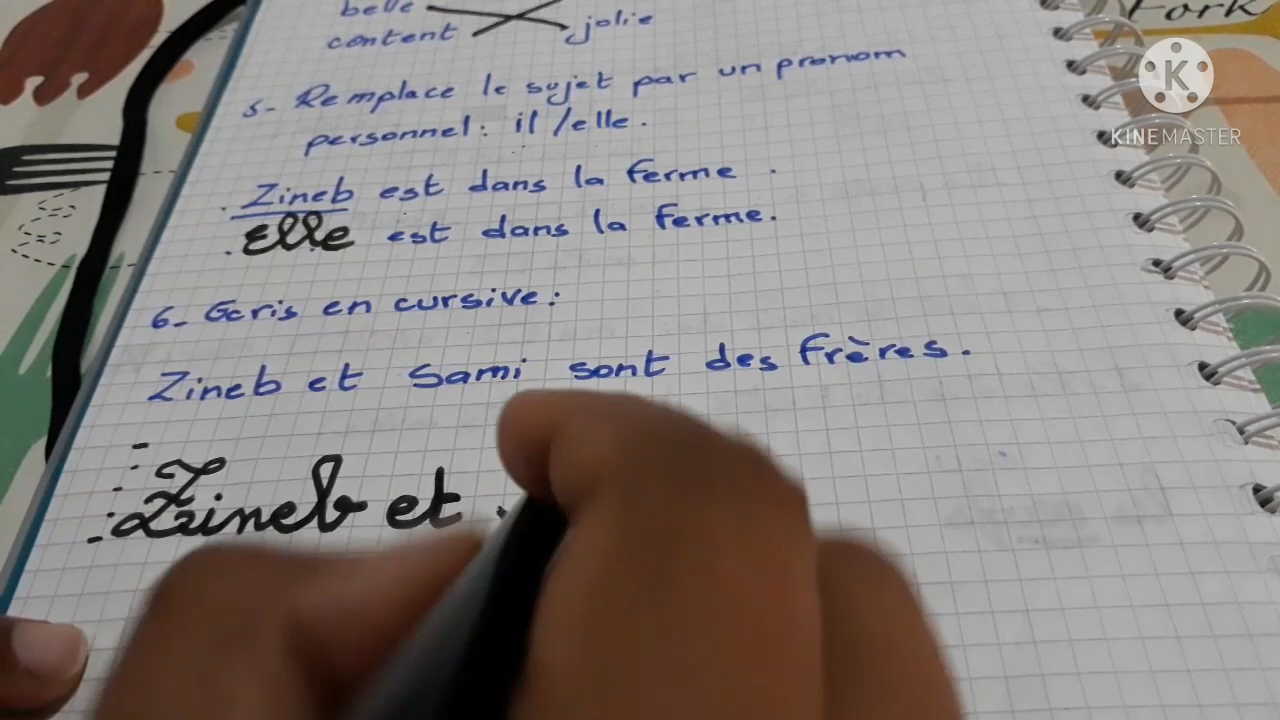 belle
content jolie
5- Remplace le sujet par un pronom
personnel: il /elle.
. Zineb est dans la ferme.
. Elle est dans la ferme.
6- Ecris en cursive:
Zineb et Sami sont des frères.
Zineb et
Fork
K
KINEMASTER